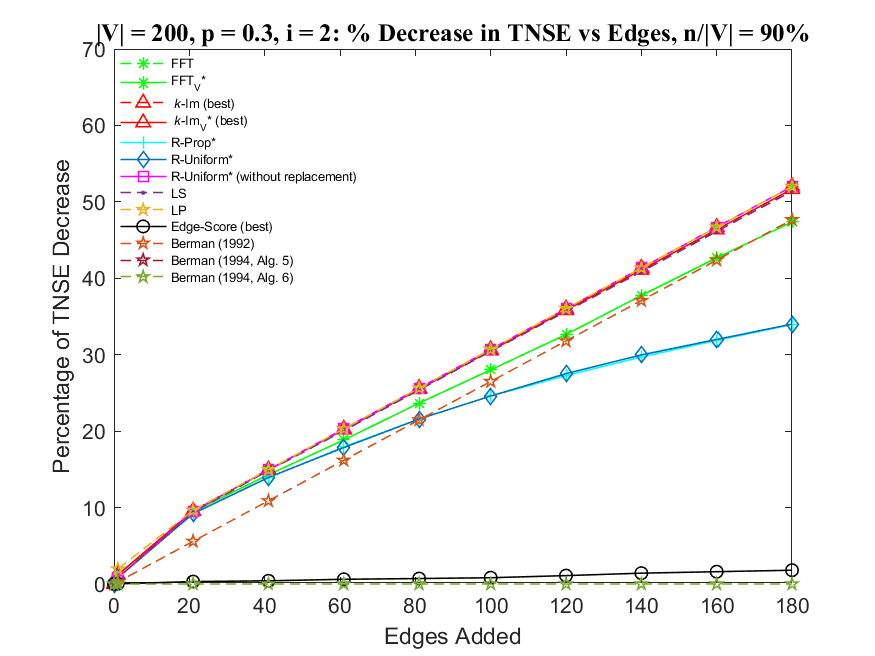 |V| = 200, p = 0.3, i = 2: % Decrease in TNSE vs Edges, n/|V| = 90%
70
60
50
40
30
20
10
0
Percentage of TNSE Decrease
FFT
FFT_V*
k-lm (best)
k-lm_V* (best)
R-Prop*
R-Uniform*
R-Uniform* (without replacement)
LS
LP
Edge-Score (best)
Berman (1992)
Berman (1994, Alg. 5)
Berman (1994, Alg. 6)
0 20 40 60 80 100 120 140 160 180
Edges Added